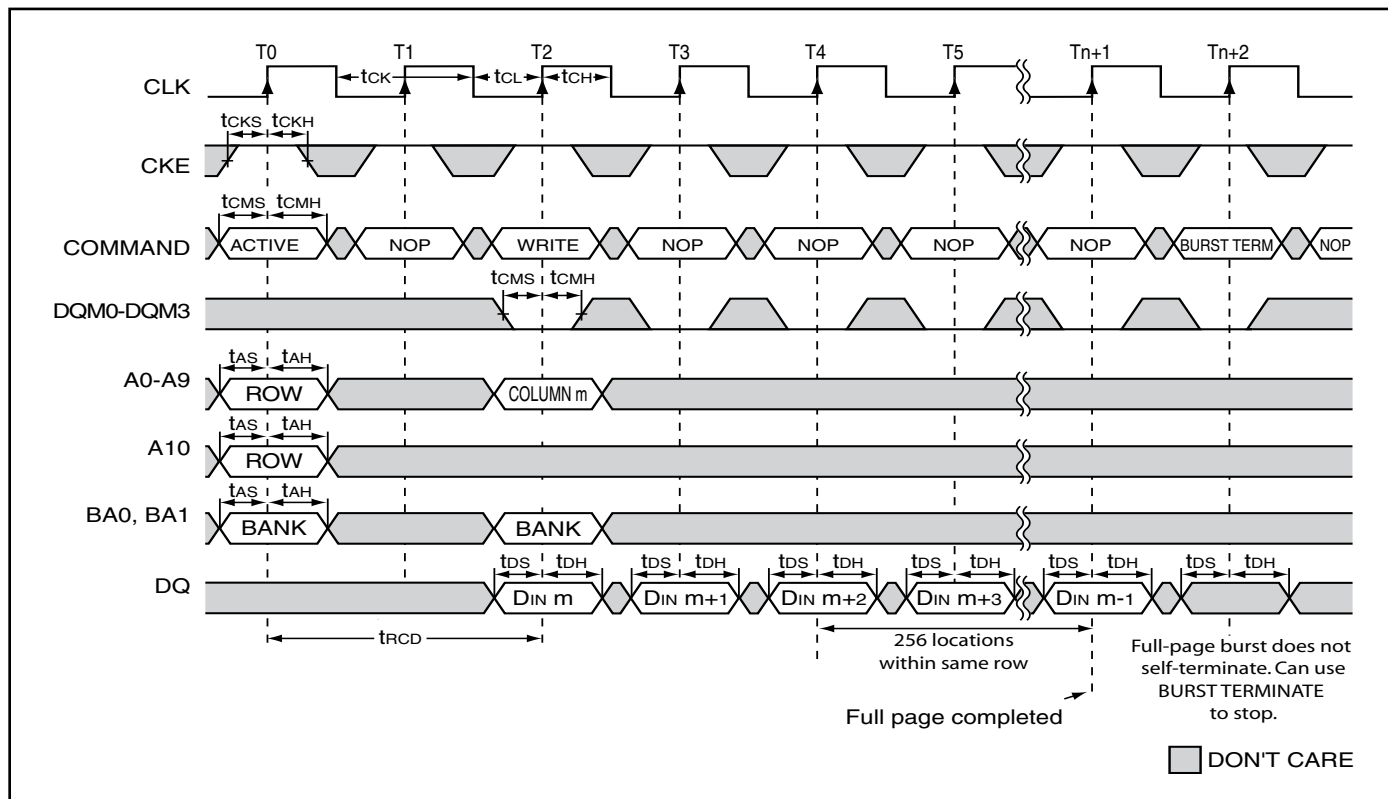 T0 T1 T2 T3 T4 T5 Tn+1 Tn+2
CLK
tCK tCL tCH
tCKS tCKH
CKE
tCMS tCMH
COMMAND ACTIVE NOP WRITE NOP NOP NOP NOP BURST TERM NOP
tCMS tCMH
DQM0-DQM3
tAS tAH
A0-A9 ROW COLUMN m
tAS tAH
A10 ROW
tAS tAH
BA0, BA1 BANK BANK
tDS tDH tDS tDH tDS tDH tDS tDH tDS tDH tDS tDH
DQ DIN m DIN m+1 DIN m+2 DIN m+3 DIN m-1
tRCD
256 locations
within same row
Full page completed
Full-page burst does not
self-terminate. Can use
BURST TERMINATE
to stop.
DON'T CARE